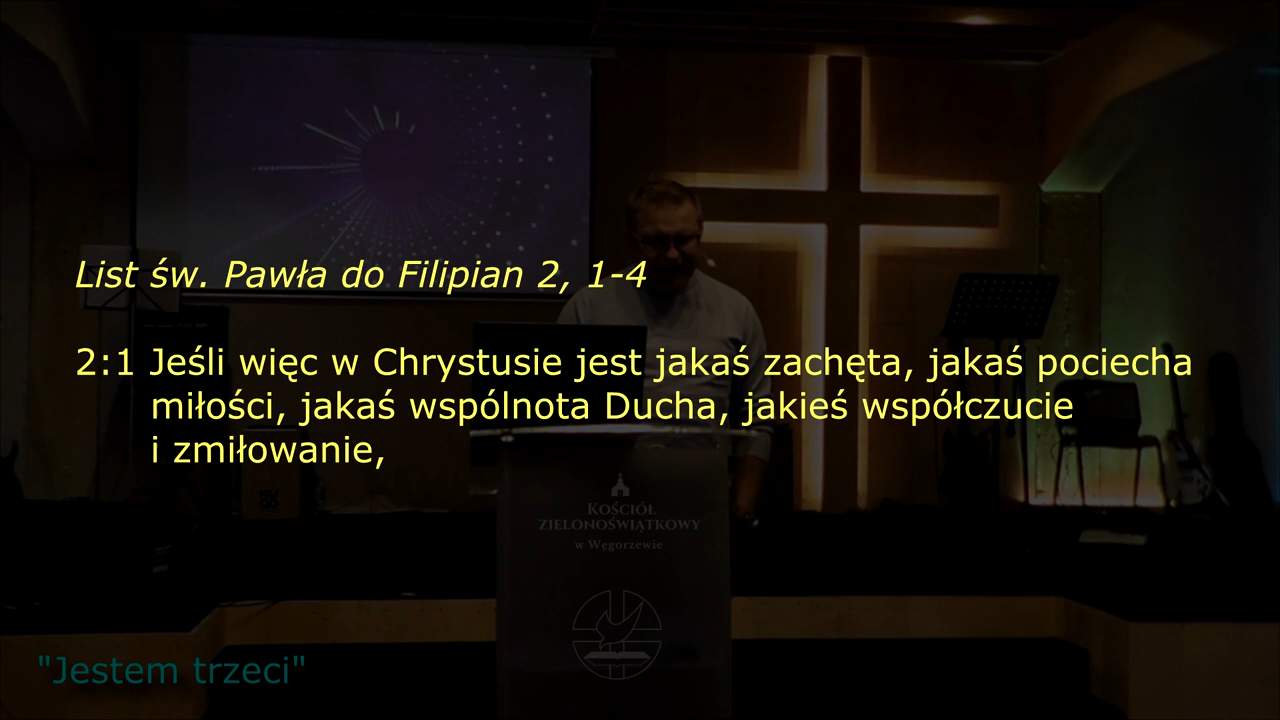 List św. Pawła do Filipian 2, 1-4
2:1 Jeśli więc w Chrystusie jest jakaś zachęta, jakaś pociecha
miłości, jakaś wspólnota Ducha, jakieś współczucie
i zmiłowanie,
KOŚCIÓŁ
ZIELONOŚWIĄTKOWY
w Węgorzewie
"Jestem trzeci"